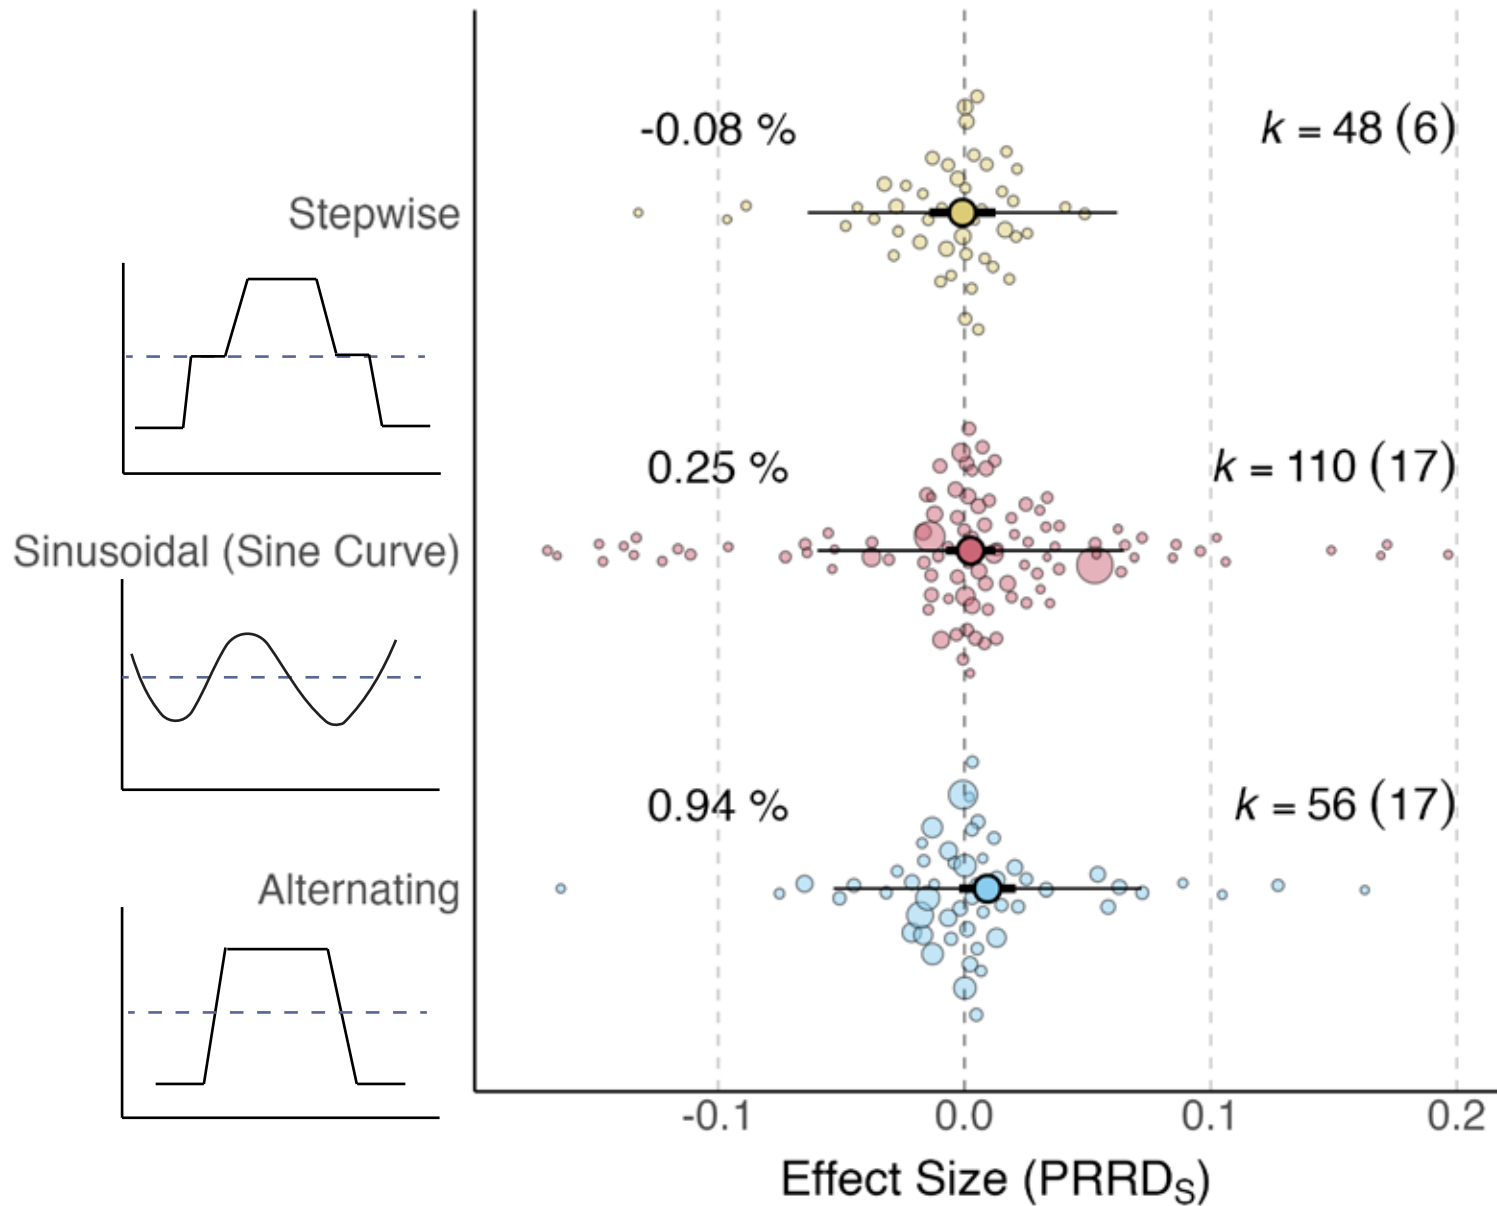 -0.08 % k = 48 (6)
Stepwise
0.25 % k = 110 (17)
Sinusoidal (Sine Curve)
0.94 % k = 56 (17)
Alternating
-0.1 0.0 0.1 0.2
Effect Size (PRRDS)